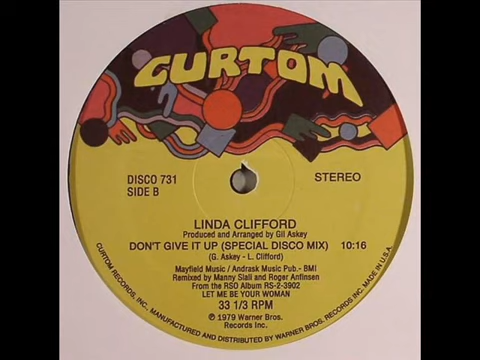 CURTOM
DISCO 731
SIDE B
STEREO
LINDA CLIFFORD
Produced and Arranged by Gil Askey
DON'T GIVE IT UP (SPECIAL DISCO MIX) 10:16
(G. Askey - L. Clifford)
Mayfield Music / Andrask Music Pub.- BMI
Remixed by Manny Slali and Roger Anfinsen
From the RSO Album RS-2-3902
LET ME BE YOUR WOMAN
33 1/3 RPM
℗ 1979 Warner Bros.
Records Inc.
CURTOM RECORDS, INC., MANUFACTURED AND DISTRIBUTED BY WARNER BROS. RECORDS INC. MADE IN U.S.A.